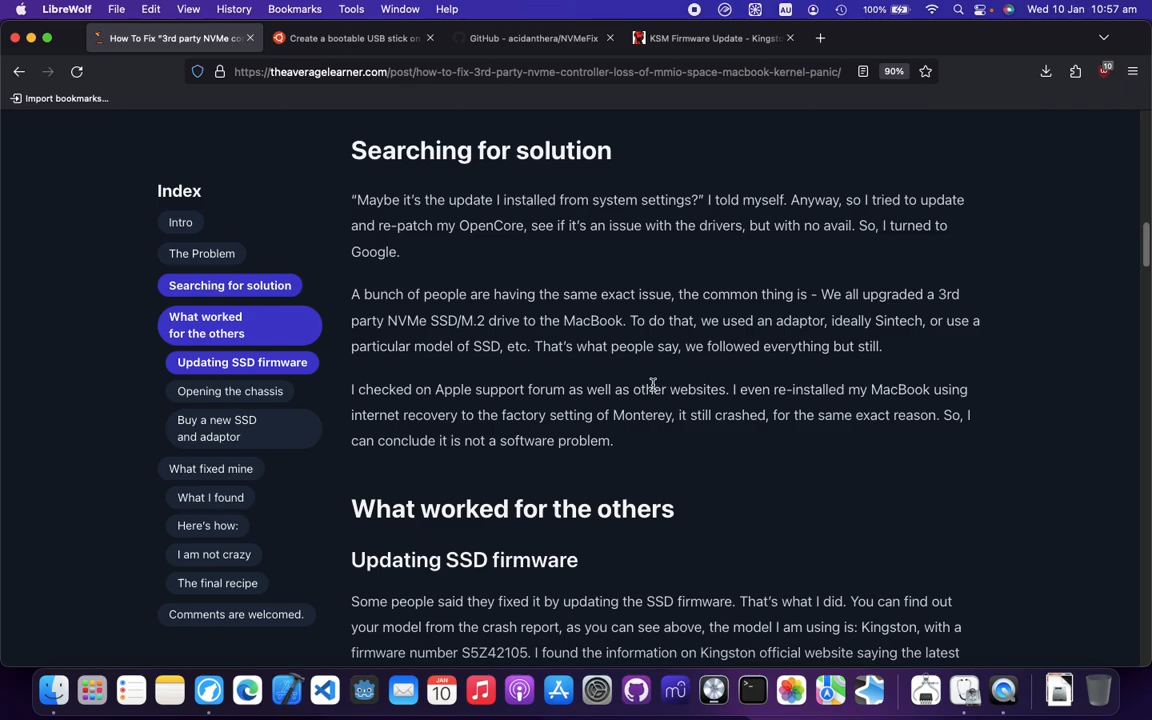 LibreWolf File Edit View History Bookmarks Tools Window Help AU 100% Wed 10 Jan 10:57 am
How To Fix "3rd party NVMe co Create a bootable USB stick on GitHub - acidanthera/NVMeFix KSM Firmware Update - Kingst
https://theaveragelearner.com/post/how-to-fix-3rd-party-nvme-controller-loss-of-mmio-space-macbook-kernel-panic/ 90% 10
Import bookmarks...
Index
Intro
The Problem
Searching for solution
What worked
for the others
Updating SSD firmware
Opening the chassis
Buy a new SSD
and adaptor
What fixed mine
What I found
Here's how:
I am not crazy
The final recipe
Comments are welcomed.
Searching for solution
“Maybe it’s the update I installed from system settings?” I told myself. Anyway, so I tried to update
and re-patch my OpenCore, see if it’s an issue with the drivers, but with no avail. So, I turned to
Google.
A bunch of people are having the same exact issue, the common thing is - We all upgraded a 3rd
party NVMe SSD/M.2 drive to the MacBook. To do that, we used an adaptor, ideally Sintech, or use a
particular model of SSD, etc. That’s what people say, we followed everything but still.
I checked on Apple support forum as well as other websites. I even re-installed my MacBook using
internet recovery to the factory setting of Monterey, it still crashed, for the same exact reason. So, I
can conclude it is not a software problem.
What worked for the others
Updating SSD firmware
Some people said they fixed it by updating the SSD firmware. That’s what I did. You can find out
your model from the crash report, as you can see above, the model I am using is: Kingston, with a
firmware number S5Z42105. I found the information on Kingston official website saying the latest
JAN
10